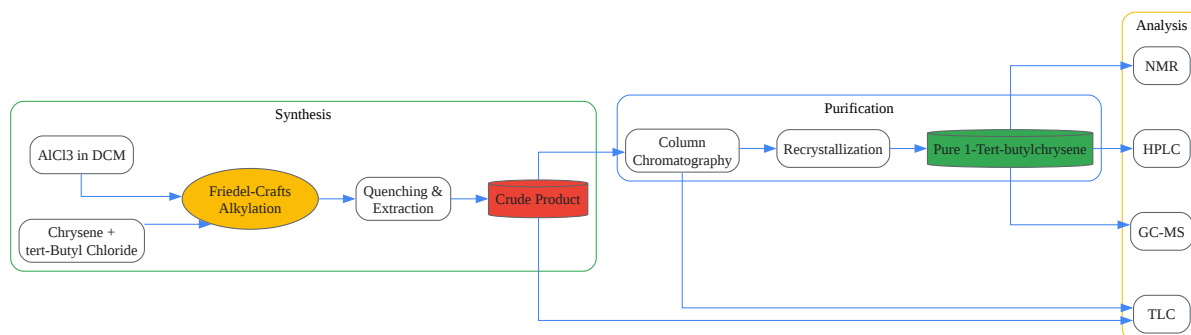 Synthesis
AlCl3 in DCM
Chrysene +
tert-Butyl Chloride
Friedel-Crafts
Alkylation
Quenching &
Extraction
Crude Product
Purification
Column
Chromatography
Recrystallization
Pure 1-Tert-butylchrysene
Analysis
NMR
HPLC
GC-MS
TLC